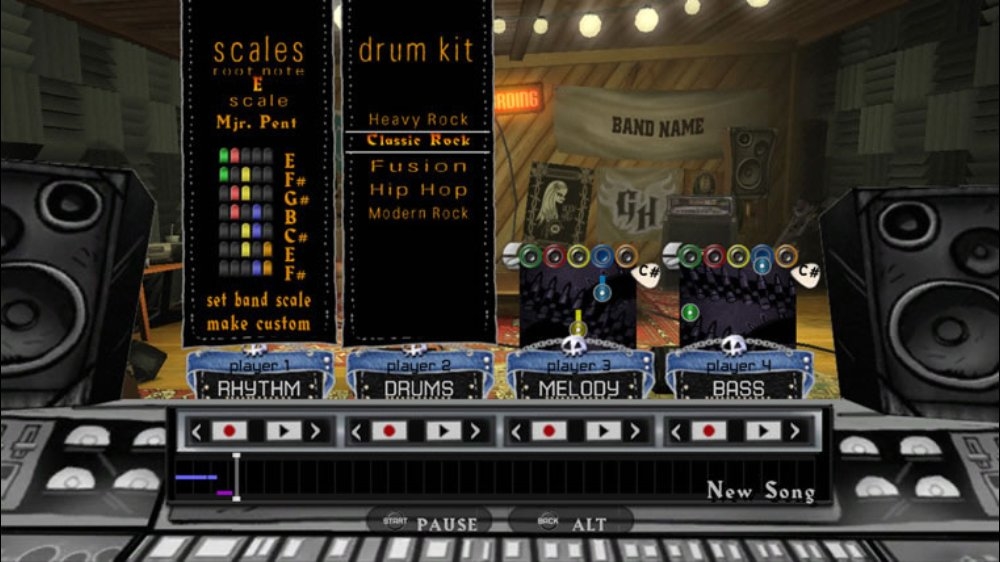 scales
root note
E
scale
Mjr. Pent
E
F#
G#
B
C#
E
F#
set band scale
make custom
drum kit
Heavy Rock
Classic Rock
Fusion
Hip Hop
Modern Rock
RDING
BAND NAME
GH
C#
C#
player 1
RHYTHM
player 2
DRUMS
player 3
MELODY
player 4
BASS
New Song
START PAUSE
BACK ALT